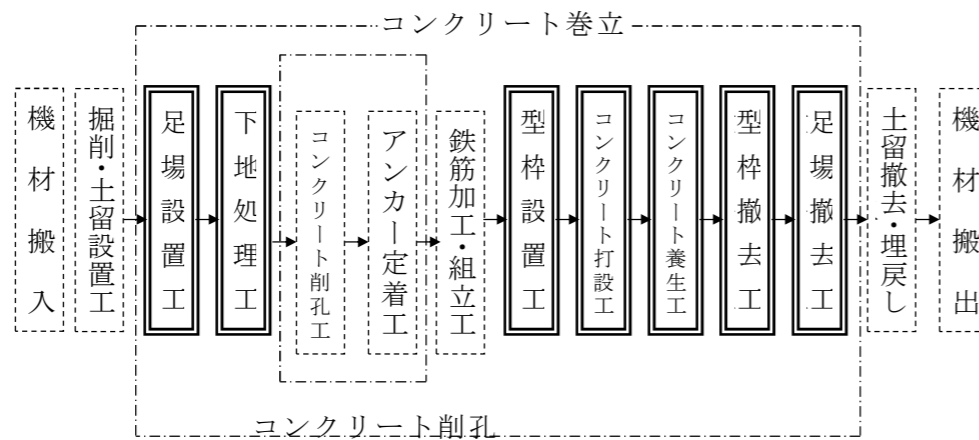 コンクリート巻立
機材搬入
掘削・土留設置工
足場設置工
下地処理工
コンクリート削孔工
アンカー定着工
鉄筋加工・組立工
型枠設置工
コンクリート打設工
コンクリート養生工
型枠撤去工
足場撤去工
土留撤去・埋戻し
機材搬出
コンクリート削孔